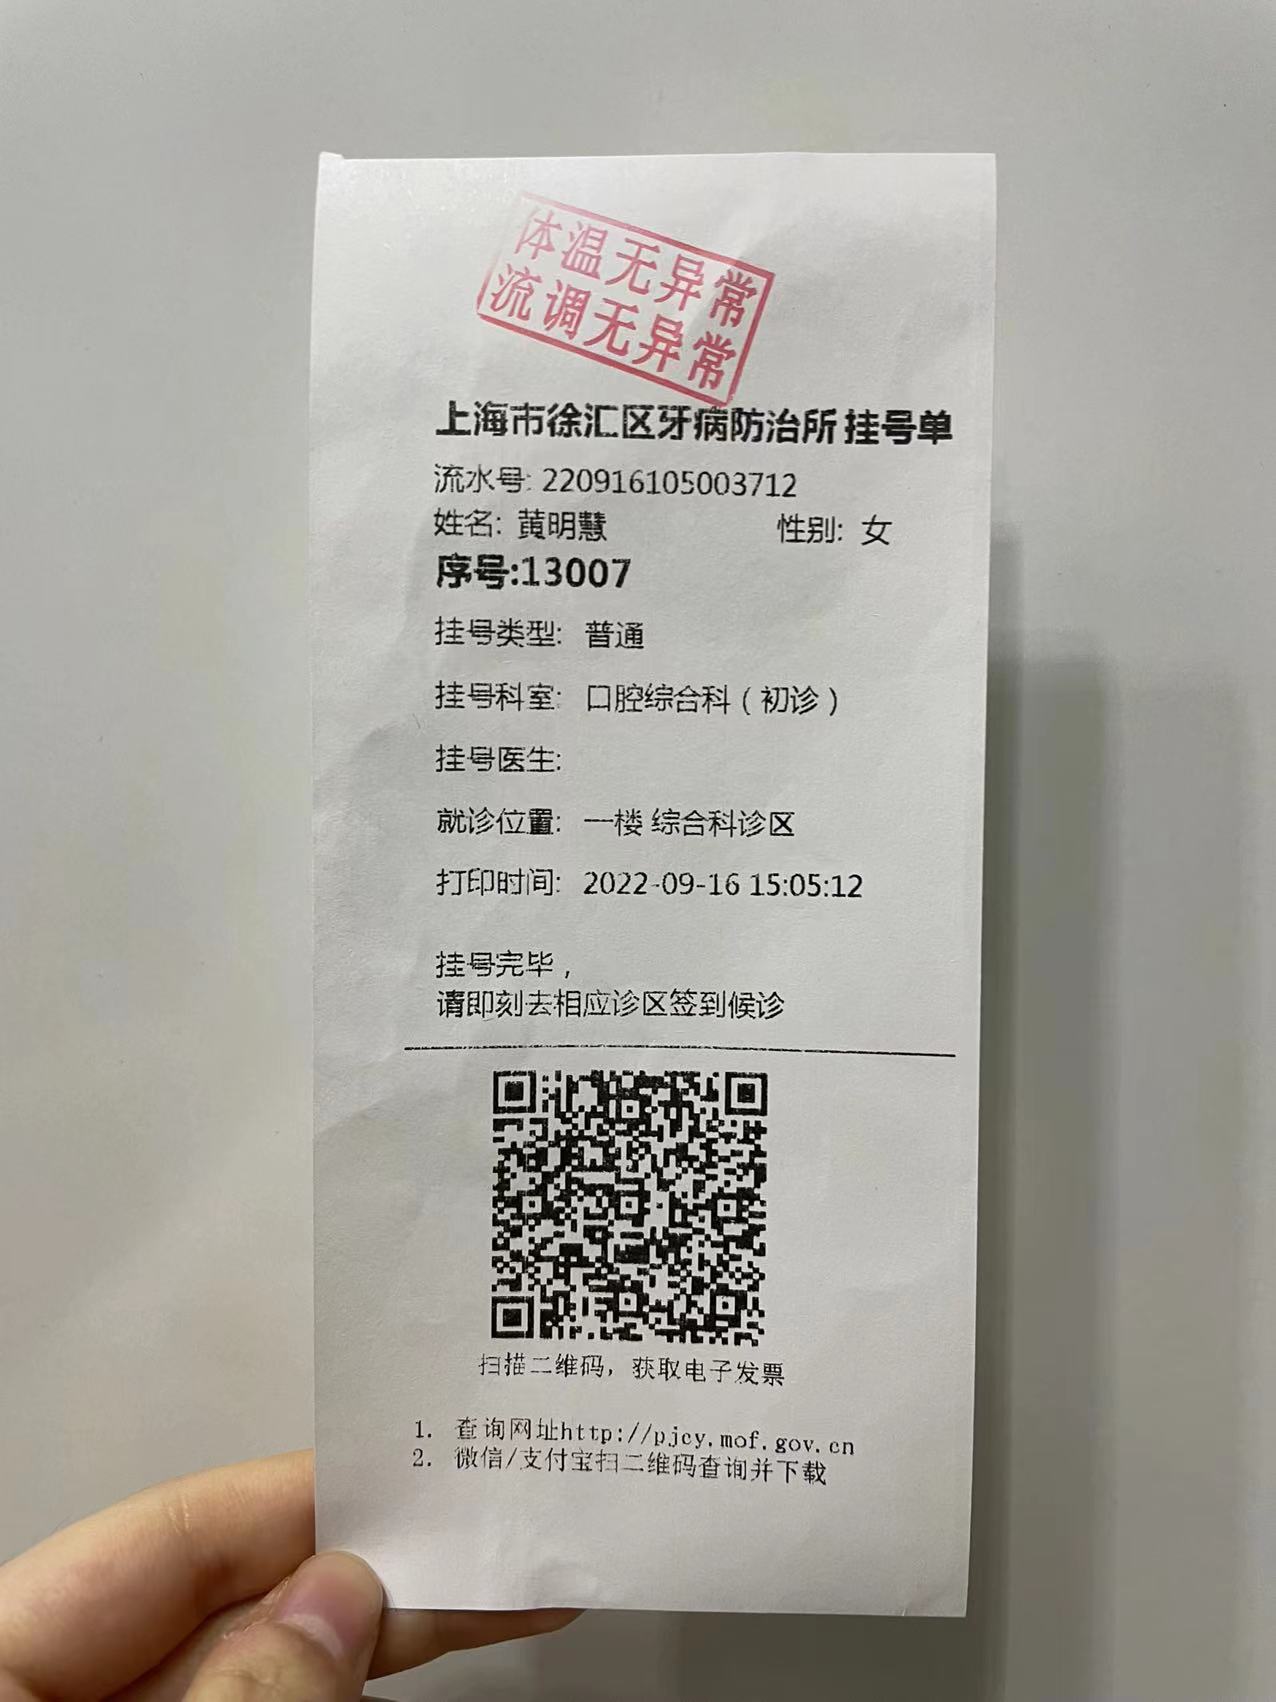 体温无异常
流调无异常
上海市徐汇区牙病防治所 挂号单
流水号: 220916105003712
姓名: 黄明慧 性别: 女
序号:13007
挂号类型: 普通
挂号科室: 口腔综合科（初诊）
挂号医生:
就诊位置: 一楼 综合科诊区
打印时间: 2022-09-16 15:05:12
挂号完毕，
请即刻去相应诊区签到候诊
扫描二维码，获取电子发票
1. 查询网址http://pjcy.mof.gov.cn
2. 微信/支付宝扫二维码查询并下载